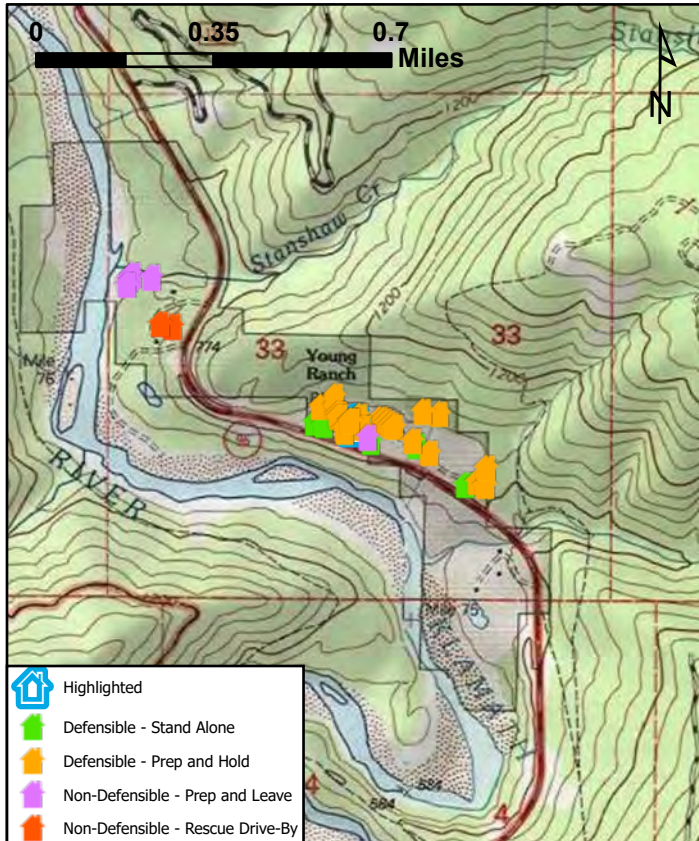 0 0.35 0.7
Miles
N
1200
Stanshaw Cr
1200
Mile
76
774
33
33
Young
Ranch
1200
96
RIVER
Mile 75
KLAMATH
584
584
4
4
Highlighted
Defensible - Stand Alone
Defensible - Prep and Hold
Non-Defensible - Prep and Leave
Non-Defensible - Rescue Drive-By